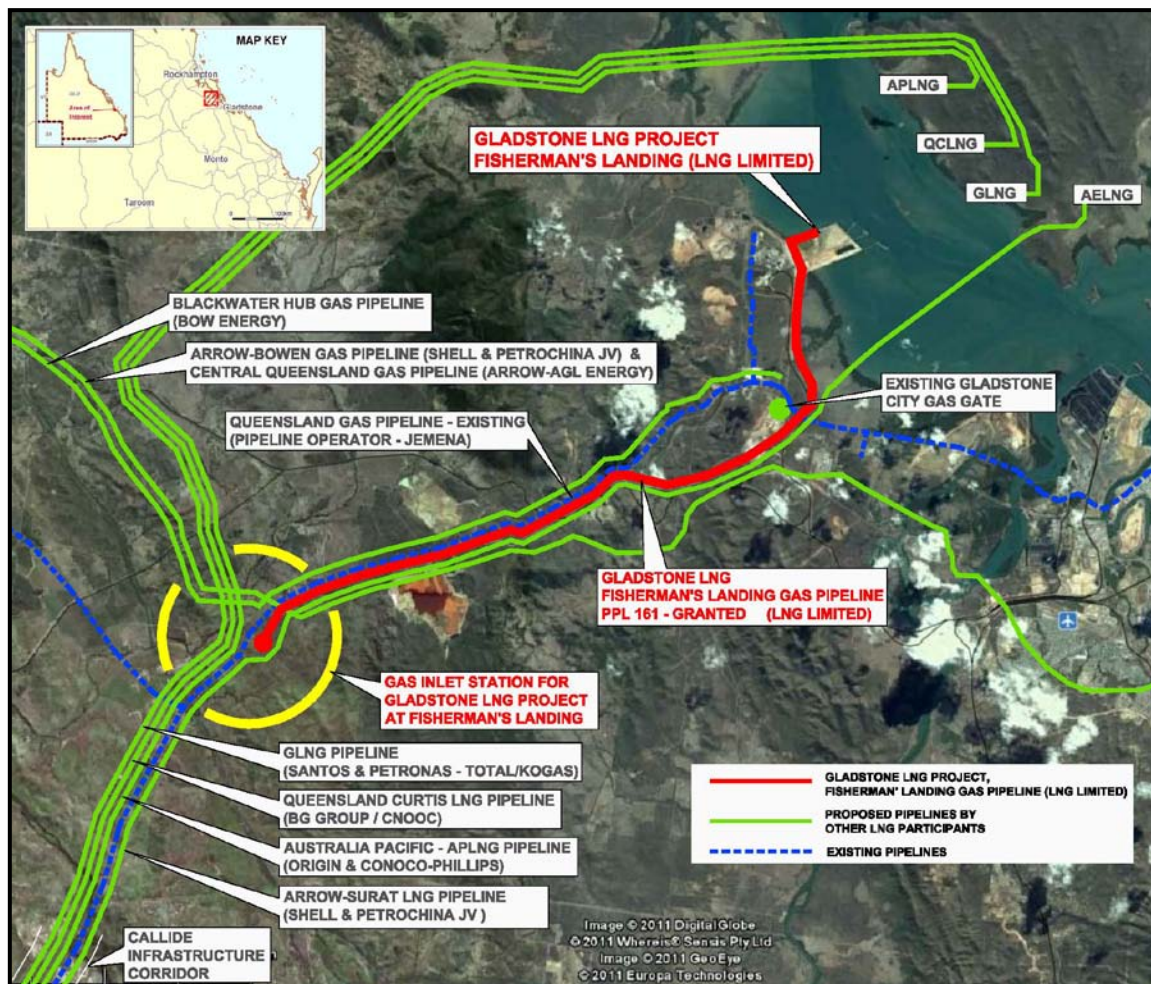 MAP KEY
Rockhampton
Gladstone
Monto
Taroom
Area of
Interest
0
100km
APLNG
QCLNG
GLNG
AELNG
GLADSTONE LNG PROJECT
FISHERMAN'S LANDING (LNG LIMITED)
BLACKWATER HUB GAS PIPELINE
(BOW ENERGY)
ARROW-BOWEN GAS PIPELINE (SHELL & PETROCHINA JV) &
CENTRAL QUEENSLAND GAS PIPELINE (ARROW-AGL ENERGY)
EXISTING GLADSTONE
CITY GAS GATE
QUEENSLAND GAS PIPELINE - EXISTING
(PIPELINE OPERATOR - JEMENA)
GLADSTONE LNG
FISHERMAN'S LANDING GAS PIPELINE
PPL 161 - GRANTED (LNG LIMITED)
GAS INLET STATION FOR
GLADSTONE LNG PROJECT
AT FISHERMAN'S LANDING
GLNG PIPELINE
(SANTOS & PETRONAS - TOTAL/KOGAS)
QUEENSLAND CURTIS LNG PIPELINE
(BG GROUP / CNOOC)
AUSTRALIA PACIFIC - APLNG PIPELINE
(ORIGIN & CONOCO-PHILLIPS)
ARROW-SURAT LNG PIPELINE
(SHELL & PETROCHINA JV )
CALLIDE
INFRASTRUCTURE
CORRIDOR
GLADSTONE LNG PROJECT,
FISHERMAN' LANDING GAS PIPELINE (LNG LIMITED)
PROPOSED PIPELINES BY
OTHER LNG PARTICIPANTS
EXISTING PIPELINES
Image © 2011 DigitalGlobe
© 2011 Whereis® Sensis Pty Ltd
Image © 2011 GeoEye
© 2011 Europa Technologies